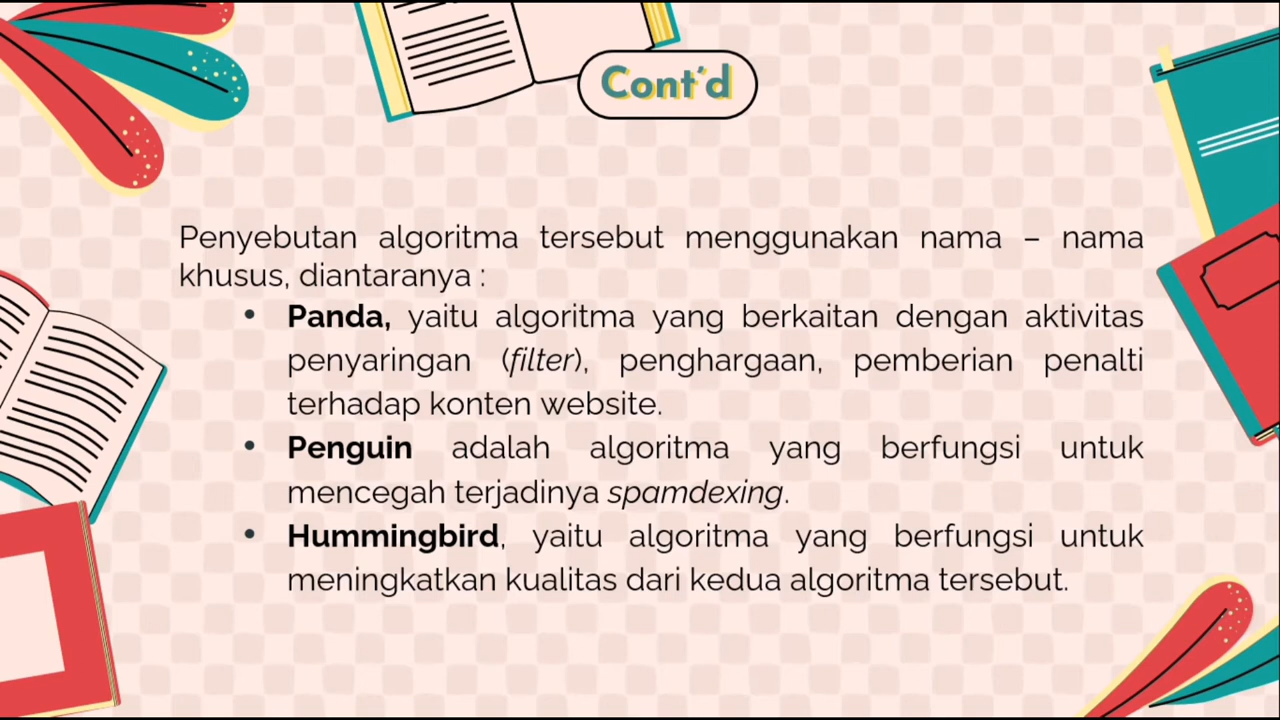 Cont'd
Penyebutan algoritma tersebut menggunakan nama – nama
khusus, diantaranya :
• Panda, yaitu algoritma yang berkaitan dengan aktivitas
penyaringan (filter), penghargaan, pemberian penalti
terhadap konten website.
• Penguin adalah algoritma yang berfungsi untuk
mencegah terjadinya spamdexing.
• Hummingbird, yaitu algoritma yang berfungsi untuk
meningkatkan kualitas dari kedua algoritma tersebut.